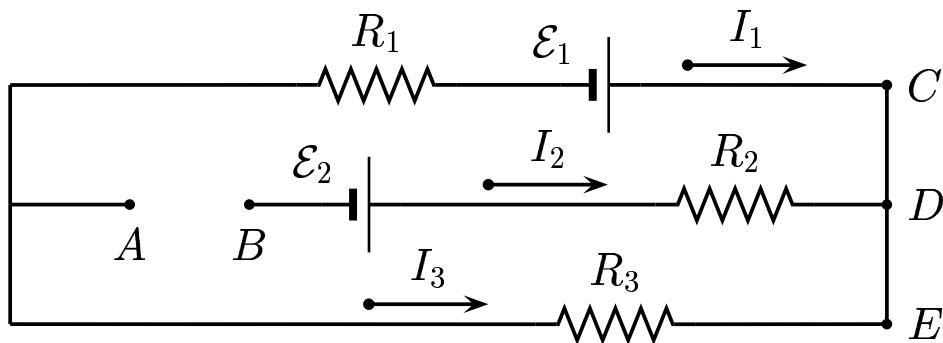 R₁ ℰ₁ I₁ C
ℰ₂ I₂ R₂ D
A B
I₃ R₃ E